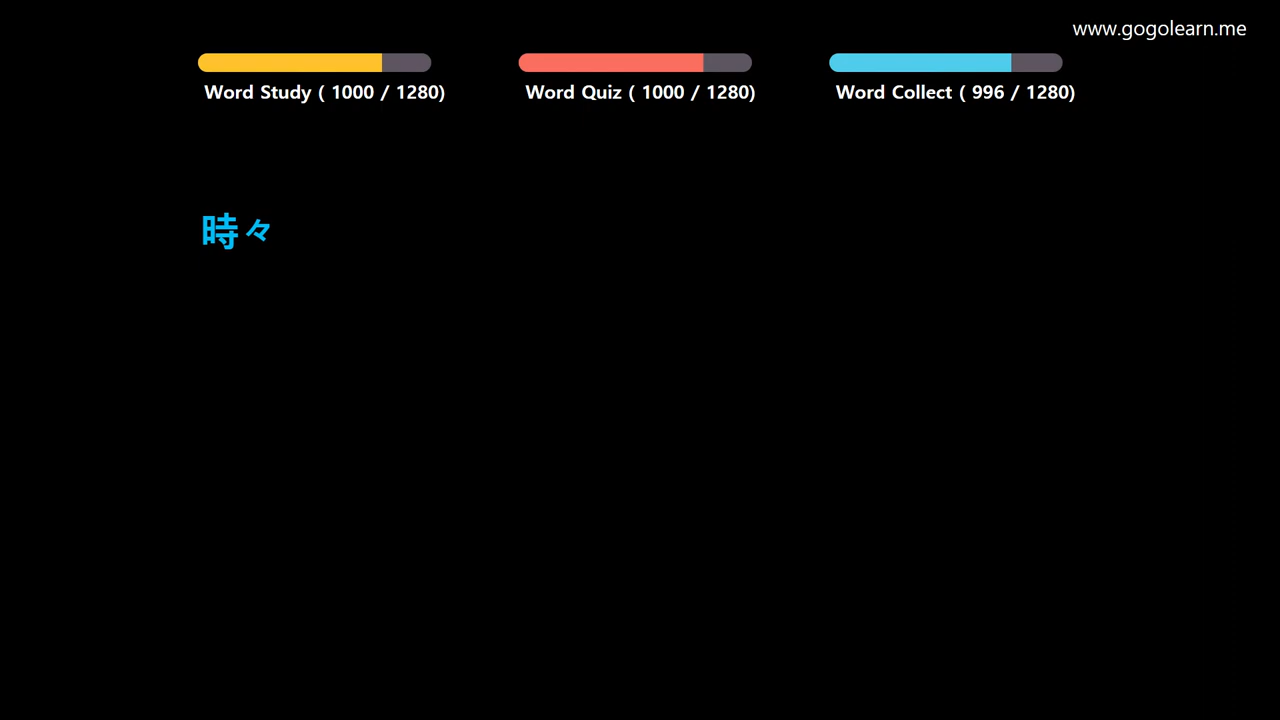 www.gogolearn.me
Word Study ( 1000 / 1280)
Word Quiz ( 1000 / 1280)
Word Collect ( 996 / 1280)
時々